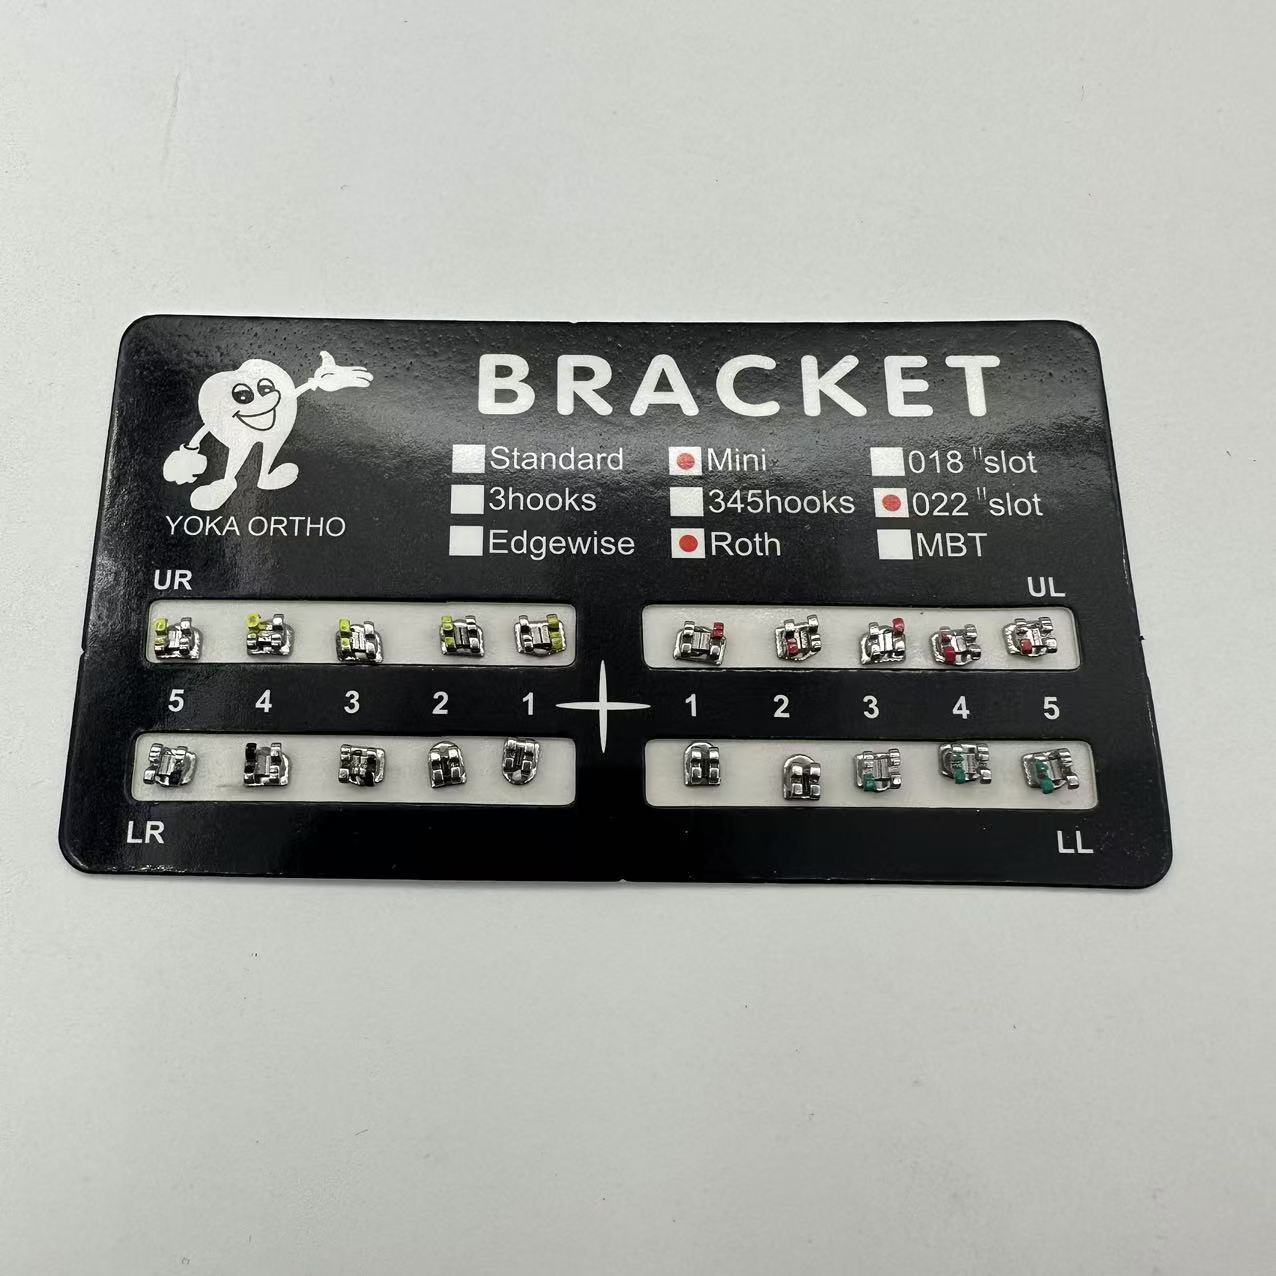 BRACKET
Standard Mini 018 "slot
3hooks 345hooks 022 "slot
Edgewise Roth MBT
YOKA ORTHO
UR UL
5 4 3 2 1 1 2 3 4 5
LR LL